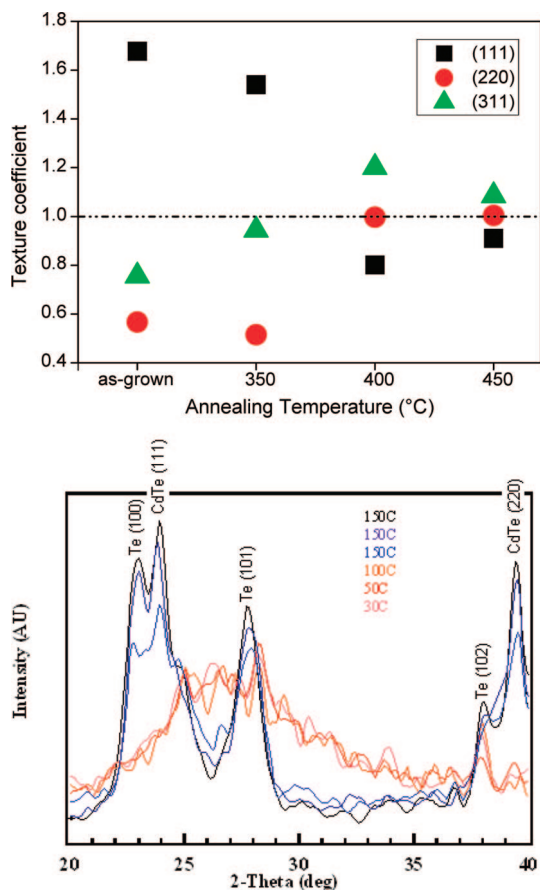 1.8
(111)
1.6
(220)
(311)
1.4
1.2
1.0
0.8
0.6
0.4
Texture coefficient
as-grown 350 400 450
Annealing Temperature (°C)
Te (100)
CdTe (111)
Te (101)
Te (102)
CdTe (220)
150C
150C
150C
100C
50C
30C
Intensity (AU)
20 25 30 35 40
2-Theta (deg)